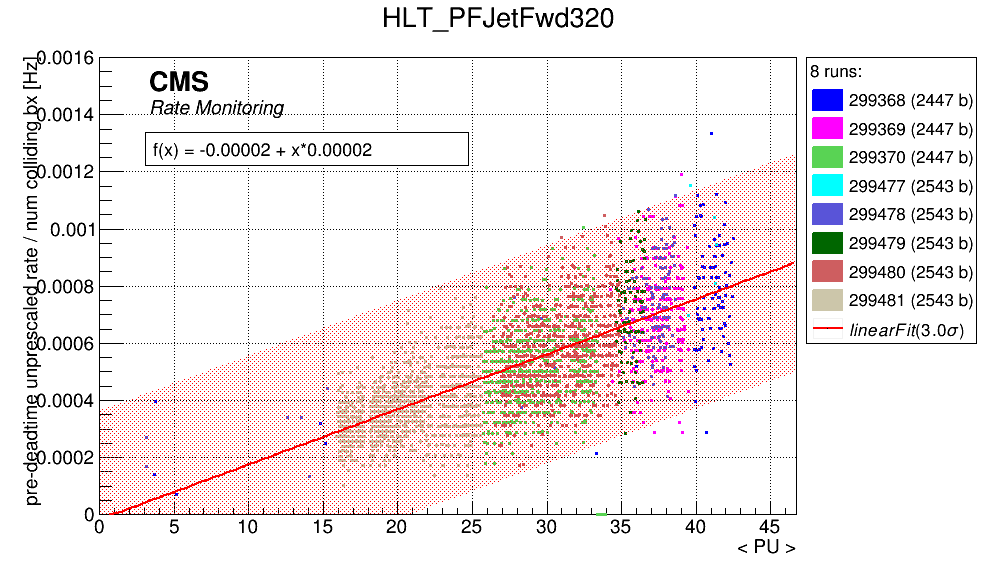 HLT_PFJetFwd320
pre-deadtime unprescaled rate / num colliding bx [Hz]
0.0016
0.0014
0.0012
0.001
0.0008
0.0006
0.0004
0.0002
0
CMS
Rate Monitoring
f(x) = -0.00002 + x*0.00002
0 5 10 15 20 25 30 35 40 45
< PU >
8 runs:
299368 (2447 b)
299369 (2447 b)
299370 (2447 b)
299477 (2543 b)
299478 (2543 b)
299479 (2543 b)
299480 (2543 b)
299481 (2543 b)
linearFit(3.0σ)